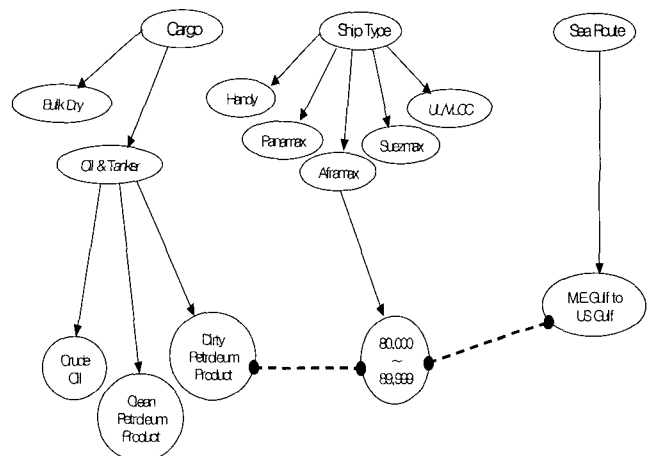 Cargo
Ship Type
Sea Route
Bulk Dry
Handy
UL/VLCC
Panamax
Suezmax
Oil & Tanker
Aframax
M.E.Gulf to
US Gulf
Dirty
Petroleum
Product
80,000
~
89,999
Crude
Oil
Clean
Petroleum
Product